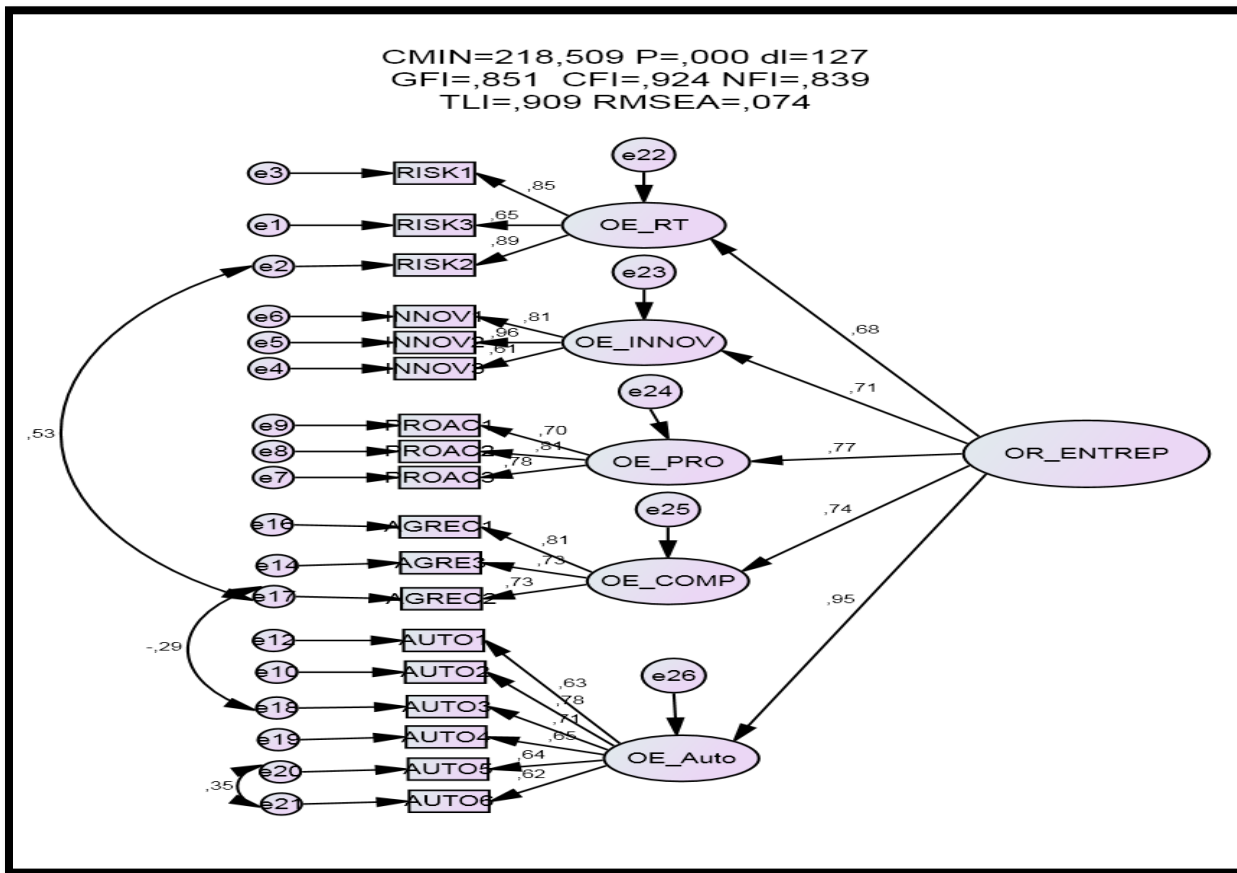 CMIN=218,509 P=,000 dl=127
GFI=,851 CFI=,924 NFI=,839
TLI=,909 RMSEA=,074
e22
e3 RISK1 ,85
e1 RISK3 ,65 OE_RT
e2 RISK2 ,89
e23
e6 INNOV1 ,81
e5 INNOV2 ,96 OE_INNOV
e4 INNOV3 ,61
,68
,71
e24
e9 PROAC1 ,70
e8 PROAC2 ,81 OE_PRO ,77 OR_ENTREP
e7 PROAC3 ,78
,53
e25
e16 AGREC1 ,81
,74
e14 AGRE3 ,73 OE_COMP
e17 AGREC2 ,73
,95
e12 AUTO1 ,63
-,29
e10 AUTO2 ,78 e26
e18 AUTO3 ,71
e19 AUTO4 ,65 OE_Auto
e20 AUTO5 ,64
,35
e21 AUTO6 ,62